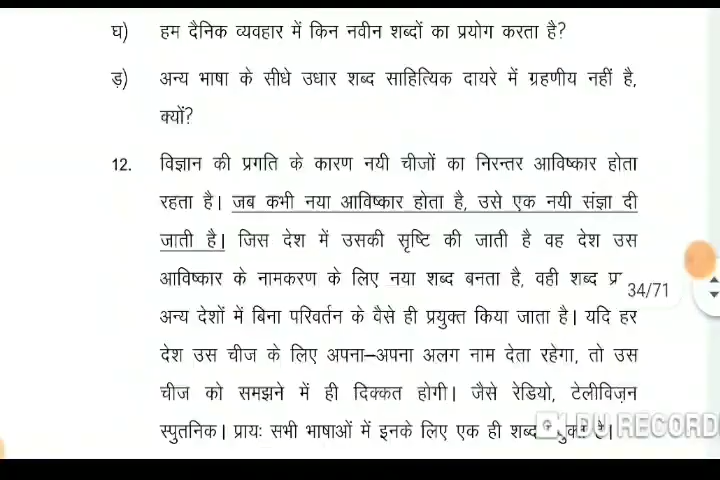 घ) हम दैनिक व्यवहार में किन नवीन शब्दों का प्रयोग करता है?
ड़) अन्य भाषा के सीधे उधार शब्द साहित्यिक दायरे में ग्रहणीय नहीं है,
क्यों?
12. विज्ञान की प्रगति के कारण नयी चीजों का निरन्तर आविष्कार होता
रहता है। जब कभी नया आविष्कार होता है, उसे एक नयी संज्ञा दी
जाती है। जिस देश में उसकी सृष्टि की जाती है वह देश उस
आविष्कार के नामकरण के लिए नया शब्द बनता है, वही शब्द
34/71
अन्य देशों में बिना परिवर्तन के वैसे ही प्रयुक्त किया जाता है। यदि हर
देश उस चीज के लिए अपना–अपना अलग नाम देता रहेगा, तो उस
चीज को समझने में ही दिक्कत होगी। जैसे रेडियो, टेलीविज़न
स्पुतनिक। प्रायः सभी भाषाओं में इनके लिए एक ही शब्द है।
DU RECORD